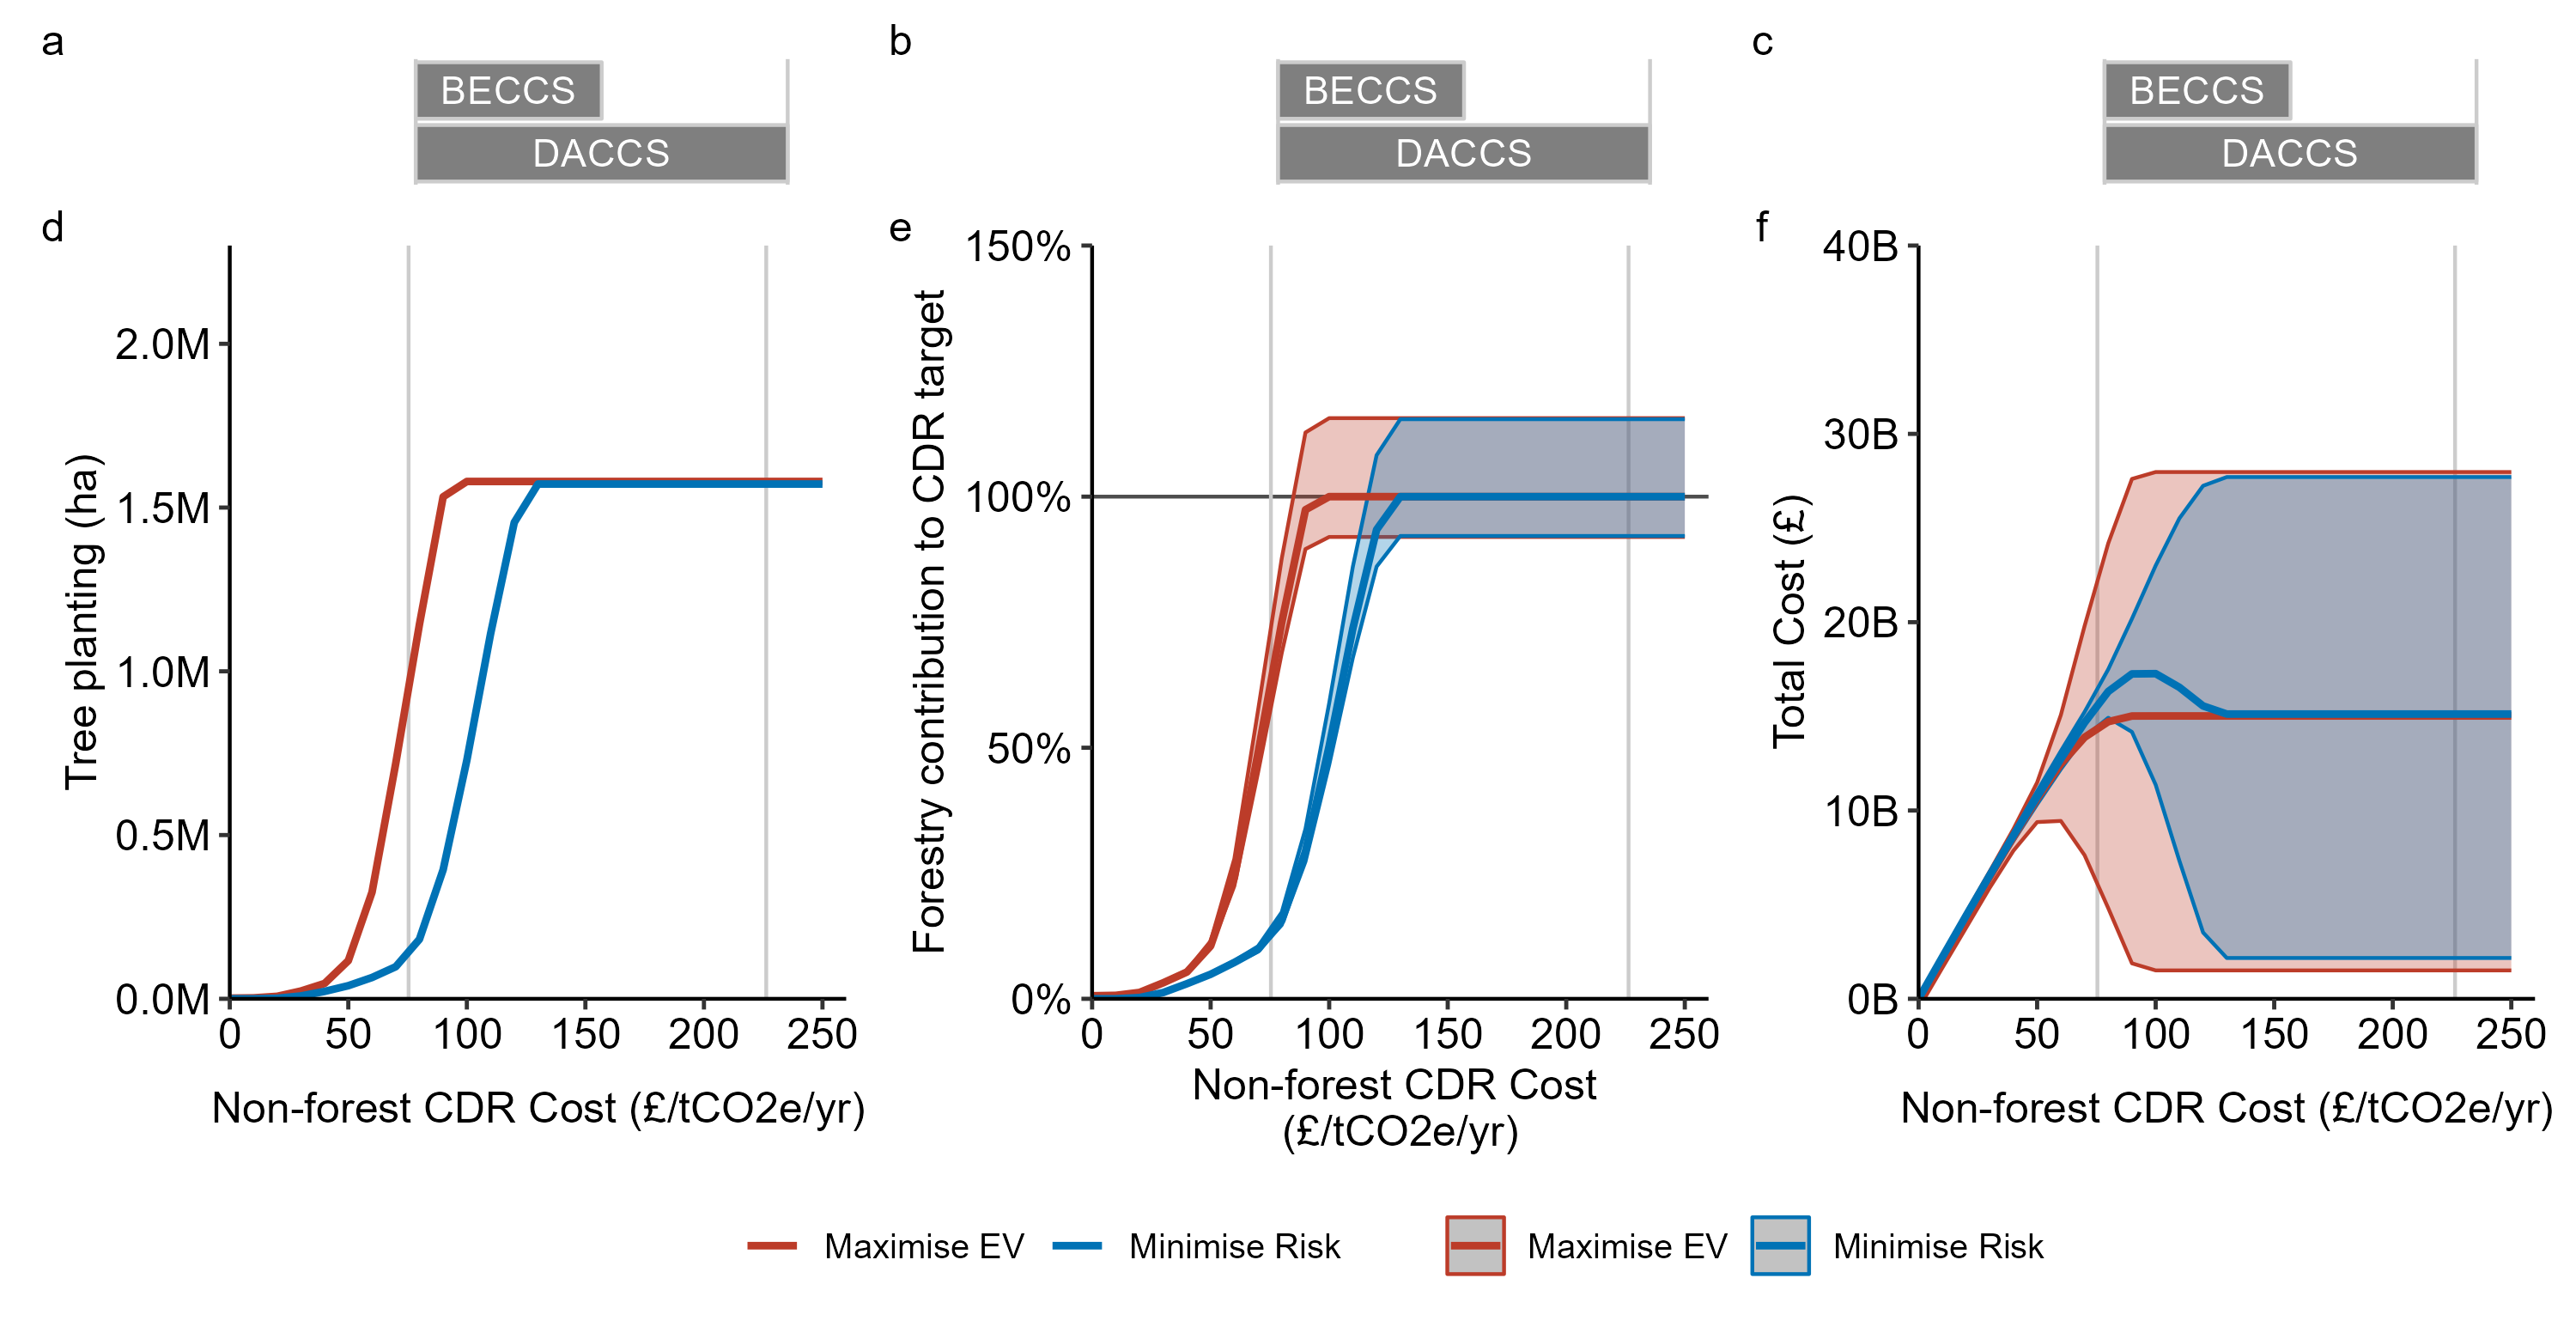 a
BECCS
DACCS
b
BECCS
DACCS
c
BECCS
DACCS
d
Tree planting (ha)
2.0M
1.5M
1.0M
0.5M
0.0M
0 50 100 150 200 250
Non-forest CDR Cost (£/tCO2e/yr)
e
Forestry contribution to CDR target
150%
100%
50%
0%
0 50 100 150 200 250
Non-forest CDR Cost
(£/tCO2e/yr)
f
Total Cost (£)
40B
30B
20B
10B
0B
0 50 100 150 200 250
Non-forest CDR Cost (£/tCO2e/yr)
Maximise EV Minimise Risk Maximise EV Minimise Risk